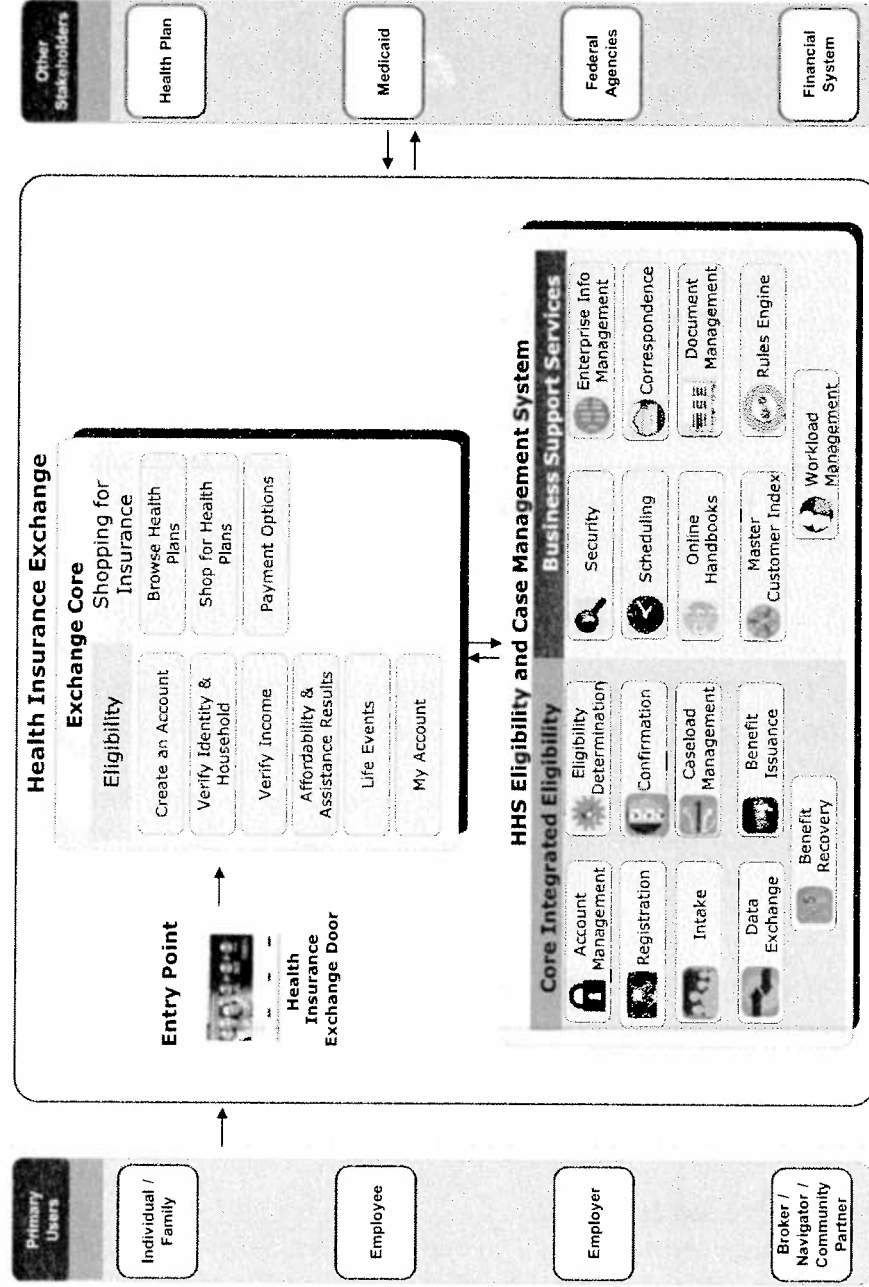 Primary
Users
Individual /
Family
Employee
Employer
Broker /
Navigator /
Community
Partner
Health Insurance Exchange
Entry Point
Health
Insurance
Exchange Door
Exchange Core
Eligibility
Create an Account
Verify Identity &
Household
Verify Income
Affordability &
Assistance Results
Life Events
My Account
Shopping for
Insurance
Browse Health
Plans
Shop for Health
Plans
Payment Options
HHS Eligibility and Case Management System
Core Integrated Eligibility
Account
Management
Registration
Intake
Data
Exchange
Eligibility
Determination
Confirmation
Caseload
Management
Benefit
Issuance
Benefit
Recovery
Business Support Services
Security
Scheduling
Online
Handbooks
Master
Customer Index
Enterprise Info
Management
Correspondence
Document
Management
Rules Engine
Workload
Management
Other
Stakeholders
Health Plan
Medicaid
Federal
Agencies
Financial
System